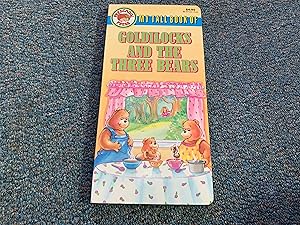 MY TALL BOOK OF
GOLDILOCKS
AND THE
THREE BEARS